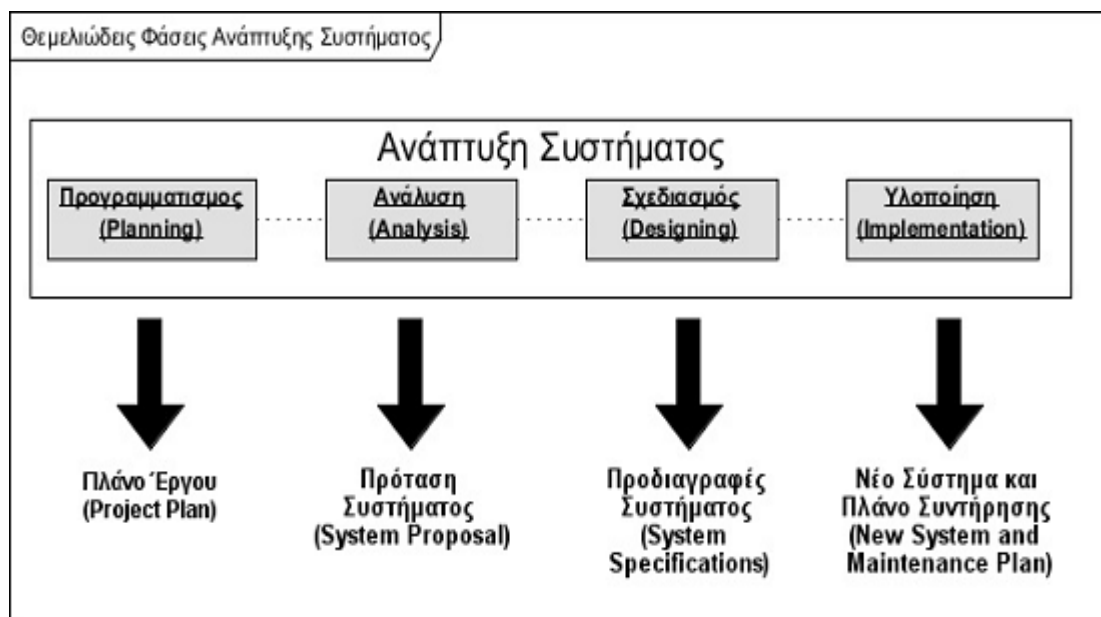 Θεμελιώδεις Φάσεις Ανάπτυξης Συστήματος
Ανάπτυξη Συστήματος
Προγραμματισμος
(Planning)
Ανάλυση
(Analysis)
Σχεδιασμός
(Designing)
Υλοποίηση
(Implementation)
Πλάνο Έργου
(Project Plan)
Πρόταση
Συστήματος
(System Proposal)
Προδιαγραφές
Συστήματος
(System
Specifications)
Νέο Σύστημα και
Πλάνο Συντήρησης
(New System and
Maintenance Plan)